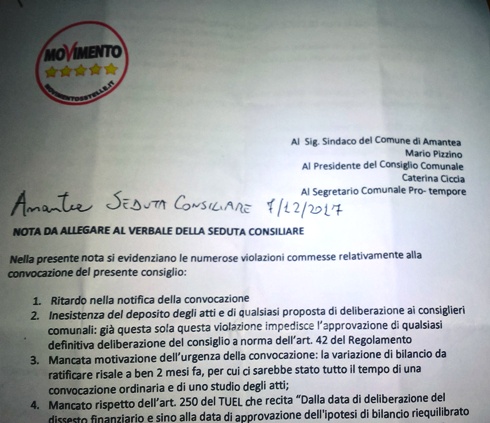 MOVIMENTO
MOVIMENTO5STELLE.IT
Al Sig. Sindaco del Comune di Amantea
Mario Pizzino
Al Presidente del Consiglio Comunale
Caterina Ciccia
Al Segretario Comunale Pro- tempore
Amantea SEDUTA CONSILIARE 7/12/2017
NOTA DA ALLEGARE AL VERBALE DELLA SEDUTA CONSILIARE
Nella presente nota si evidenziano le numerose violazioni commesse relativamente alla
convocazione del presente consiglio:
1. Ritardo nella notifica della convocazione
2. Inesistenza del deposito degli atti e di qualsiasi proposta di deliberazione ai consiglieri
comunali: già questa sola questa violazione impedisce l'approvazione di qualsiasi
definitiva deliberazione del consiglio a norma dell'art. 42 del Regolamento
3. Mancata motivazione dell'urgenza della convocazione: la variazione di bilancio da
ratificare risale a ben 2 mesi fa, per cui ci sarebbe stato tutto il tempo di una
convocazione ordinaria e di uno studio degli atti;
4. Mancato rispetto dell'art. 250 del TUEL che recita "Dalla data di deliberazione del
dissesto finanziario e sino alla data di approvazione dell'ipotesi di bilancio riequilibrato